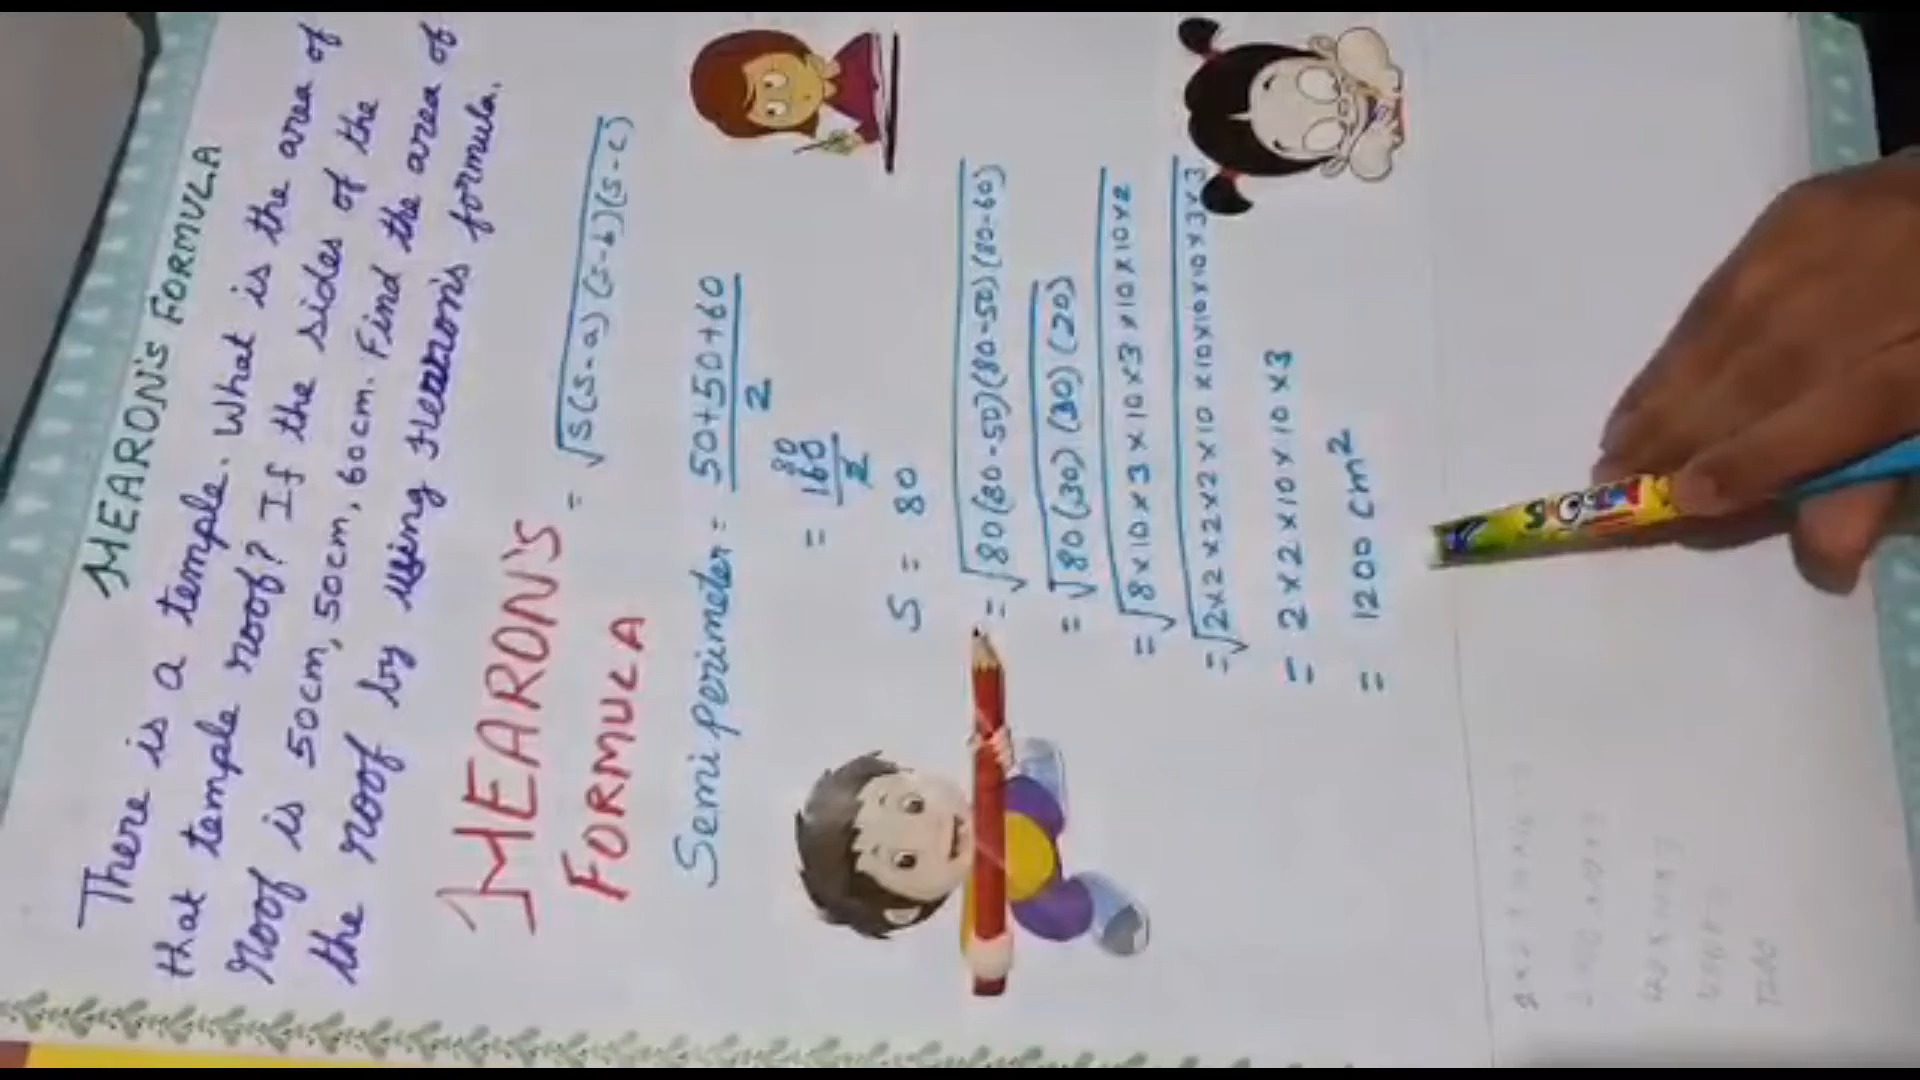 HEARON'S FORMULA
There is a temple. What is the area of
that temple roof? If the sides of the
roof is 50cm, 50cm, 60cm. Find the area of
the roof by using Hearon's formula.
HEARON'S
FORMULA
= √s(s-a)(s-b)(s-c)
Semi perimeter = 50+50+60
2
80
= 160
2
S = 80
= √80(80-50)(80-50)(80-60)
= √80(30)(30)(20)
= √8×10×3×10×3×10×10×2
= √2×2×2×2×10×10×10×10×3×3
= 2×2×10×10×3
= 1200 cm²